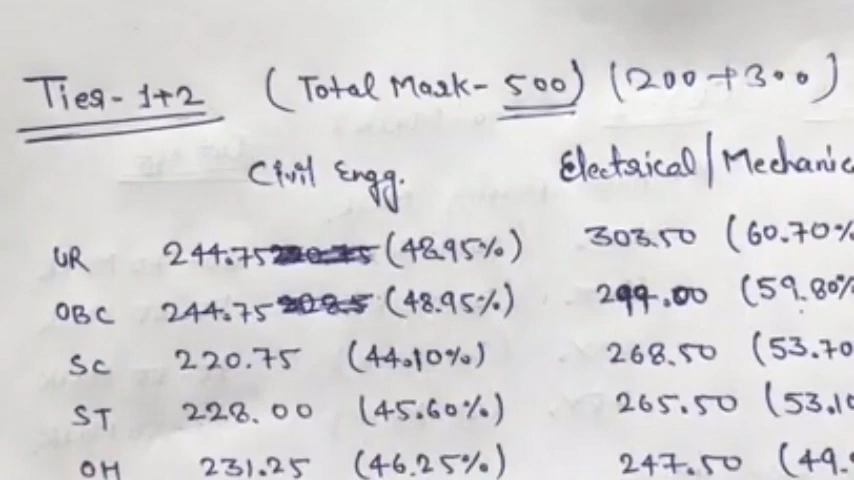 Tier-1+2 (Total Mark- 500) (200+300)
Civil Engg. Electrical/Mechanic
UR 244.75 (48.95%) 303.50 (60.70%
OBC 244.75 (48.95%) 299.00 (59.80%
SC 220.75 (44.10%) 268.50 (53.70
ST 228.00 (45.60%) 265.50 (53.10
OH 231.25 (46.25%) 247.50 (49.